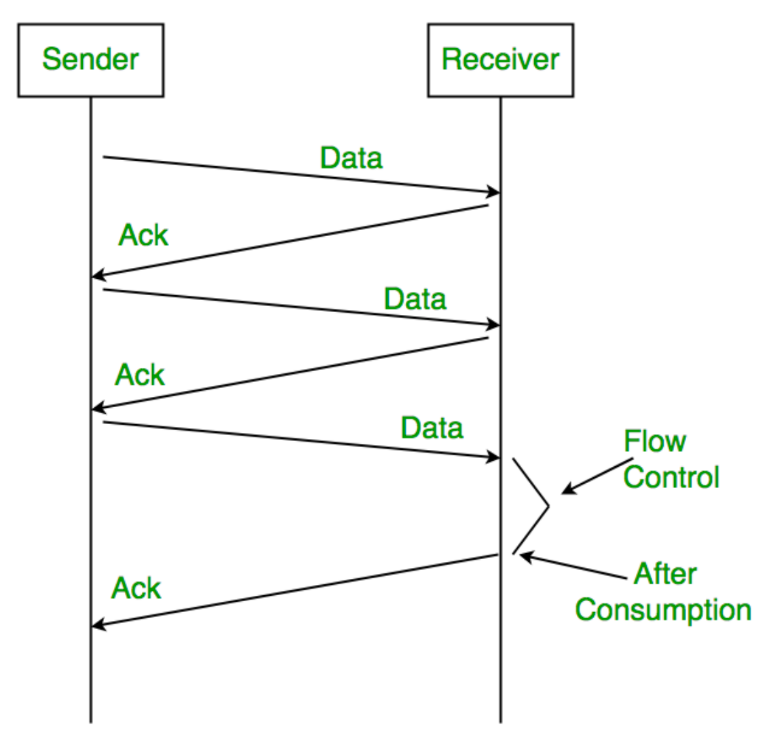 Sender
Receiver
Data
Ack
Data
Ack
Data
Flow
Control
Ack
After
Consumption